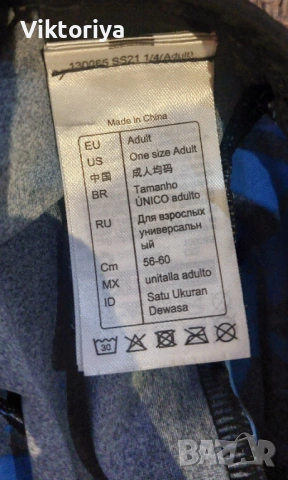 Viktoriya
130065 SS21 1/4/Adult
Made in China
EU Adult
US One size Adult
中国 成人均码
BR Tamanho
ÚNICO adulto
RU Для взрослых
универсальн
ый
Cm 56-60
MX unitalla adulto
ID Satu Ukuran
Dewasa
30
BAZAR